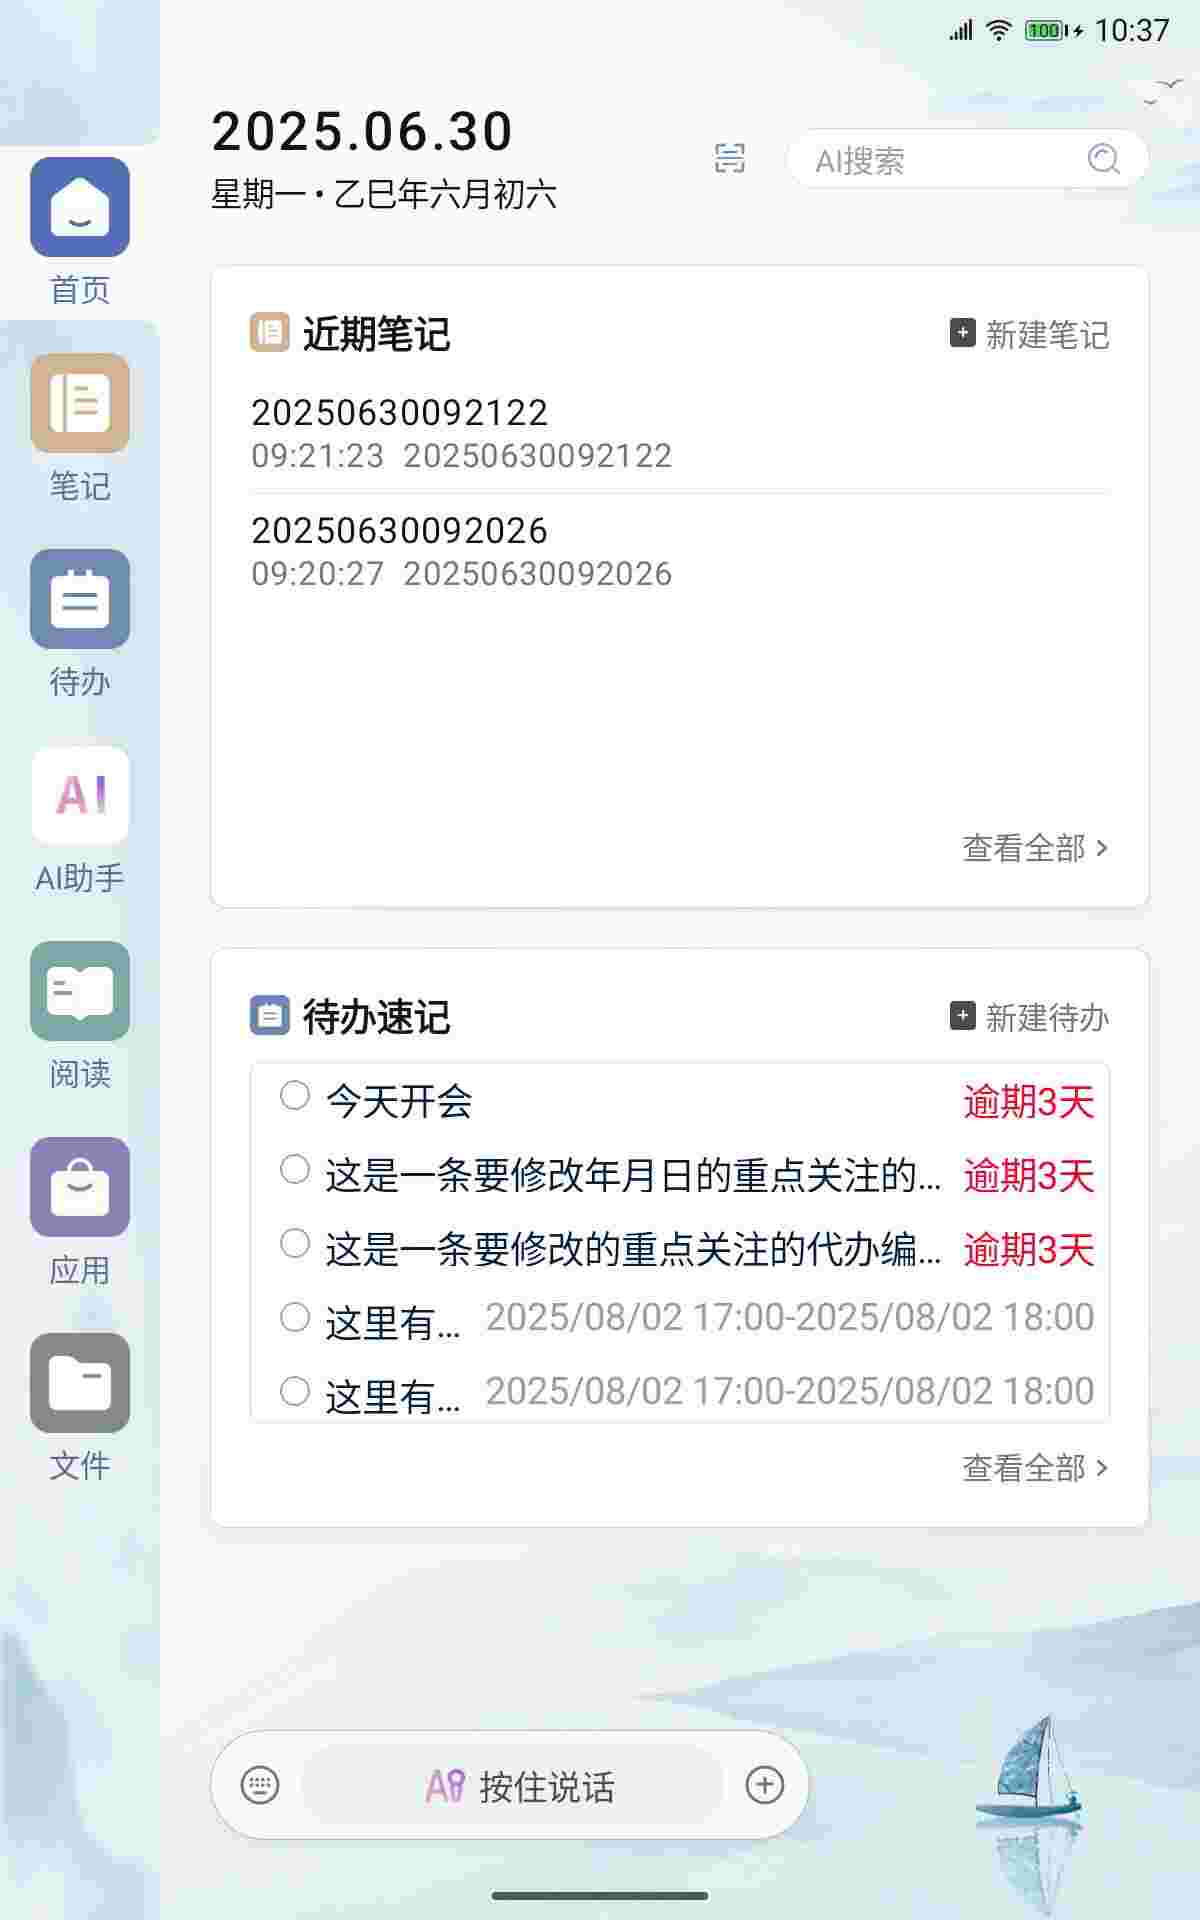 100 10:37
2025.06.30
星期一·乙巳年六月初六
AI搜索
首页
笔记
待办
AI
AI助手
阅读
应用
文件
近期笔记
新建笔记
20250630092122
09:21:23 20250630092122
20250630092026
09:20:27 20250630092026
查看全部 >
待办速记
新建待办
今天开会 逾期3天
这是一条要修改年月日的重点关注的... 逾期3天
这是一条要修改的重点关注的代办编... 逾期3天
这里有... 2025/08/02 17:00-2025/08/02 18:00
这里有... 2025/08/02 17:00-2025/08/02 18:00
查看全部 >
按住说话